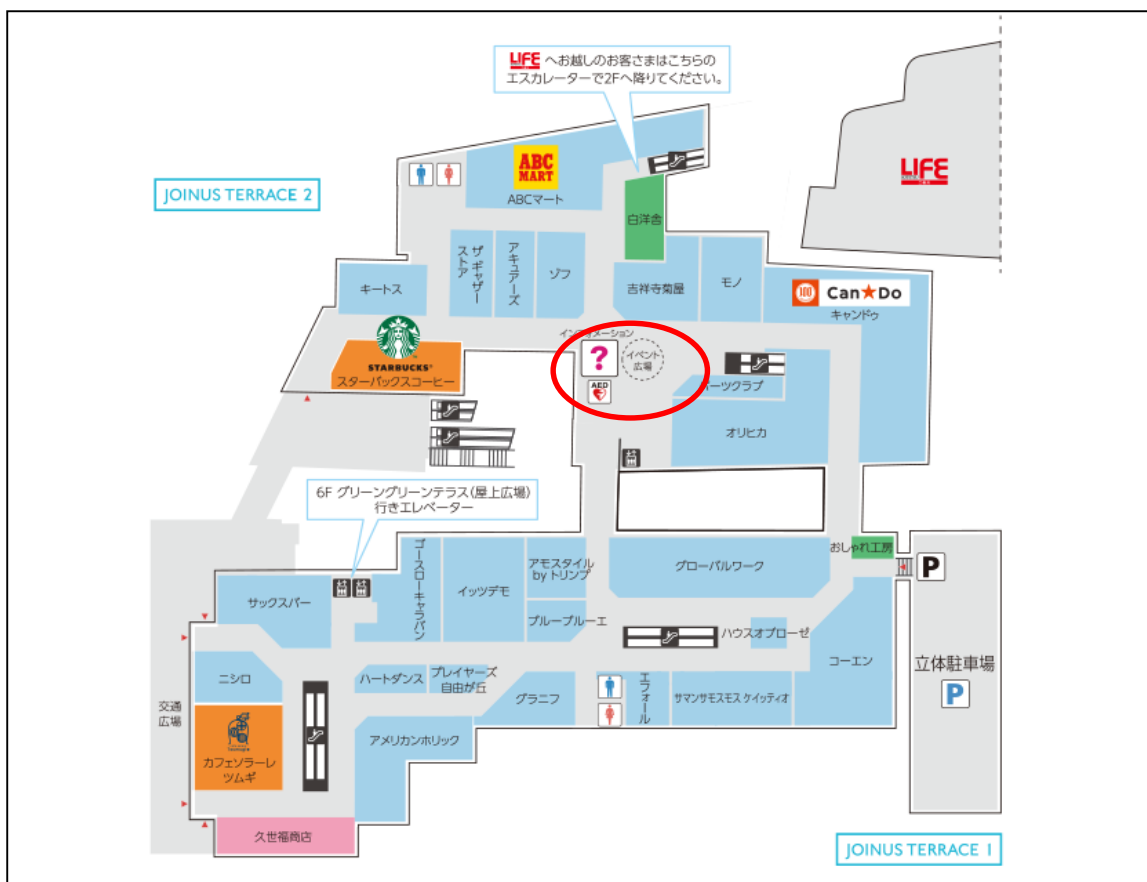 LIFE へお越しのお客さまはこちらの
エスカレーターで2Fへ降りてください。
LIFE
ABC
MART
ABCマート
JOINUS TERRACE 2
白洋舎
ザ ギャザー
ストア
アキュアーズ
ゾフ
吉祥寺菊屋
モノ
キートス
100
Can★Do
キャンドゥ
STARBUCKS
スターバックスコーヒー
インフォメーション
?
イベント
広場
AED
ーツクラブ
オリヒカ
6F グリーングリーンテラス(屋上広場)
行きエレベーター
おしゃれ工房
P
ゴースローキャラバン
イッツデモ
アモスタイル
by トリンプ
グローバルワーク
サックスバー
ブルーブルーエ
ハウスオブローゼ
コーエン
立体駐車場
P
ニシロ
ハートダンス
プレイヤーズ
自由が丘
グラニフ
エフォール
サマンサモスモス ケイッティオ
交通
広場
カフェソラーレ
ツムギ
アメリカンホリック
久世福商店
JOINUS TERRACE 1